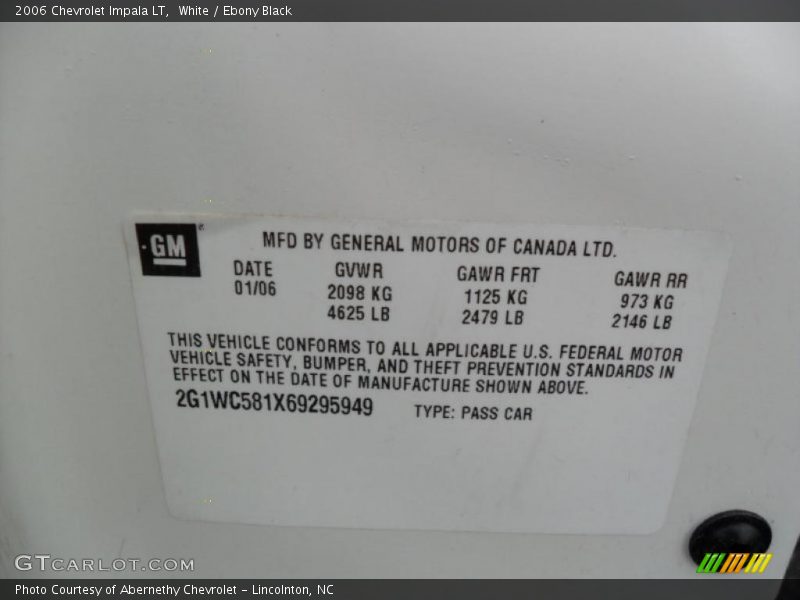 2006 Chevrolet Impala LT,  White / Ebony Black
GM®
MFD BY GENERAL MOTORS OF CANADA LTD.
DATE GVWR GAWR FRT GAWR RR
01/06 2098 KG 1125 KG 973 KG
4625 LB 2479 LB 2146 LB
THIS VEHICLE CONFORMS TO ALL APPLICABLE U.S. FEDERAL MOTOR
VEHICLE SAFETY, BUMPER, AND THEFT PREVENTION STANDARDS IN
EFFECT ON THE DATE OF MANUFACTURE SHOWN ABOVE.
2G1WC581X69295949 TYPE: PASS CAR
GTCARLOT.COM
Photo Courtesy of Abernethy Chevrolet – Lincolnton, NC